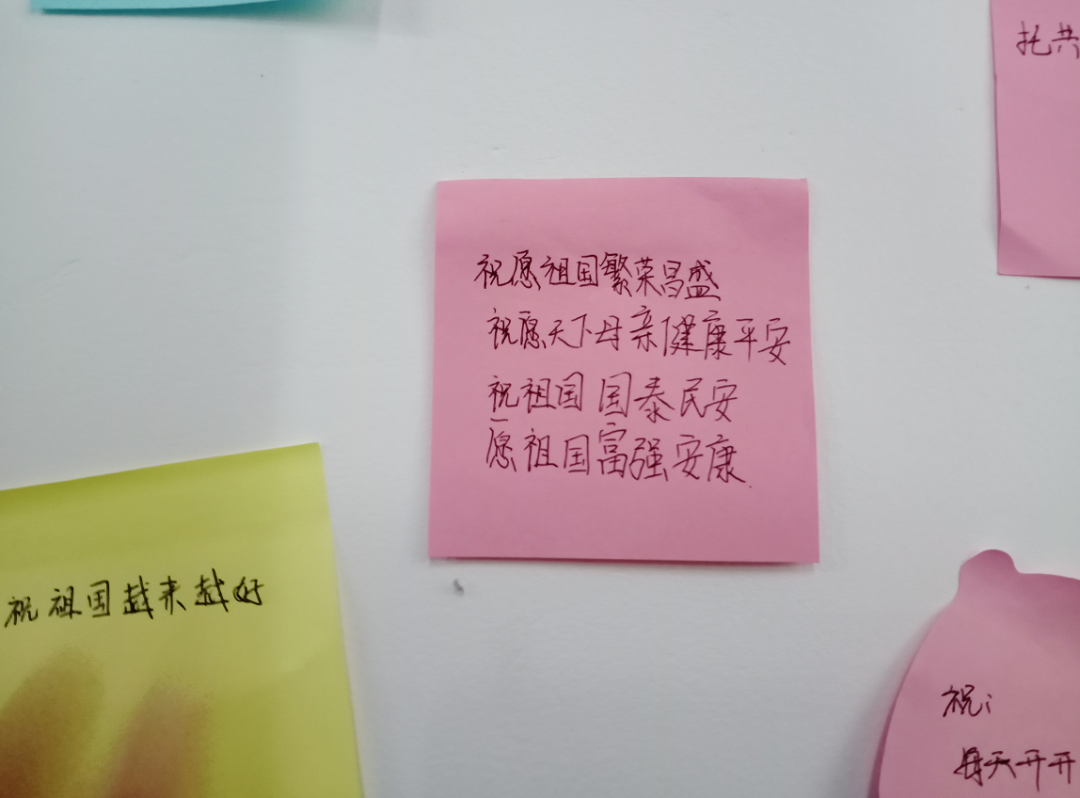 托共
祝愿祖国繁荣昌盛
祝愿天下母亲健康平安
祝祖国国泰民安
愿祖国富强安康
祝祖国越来越好
祝:
每天开开